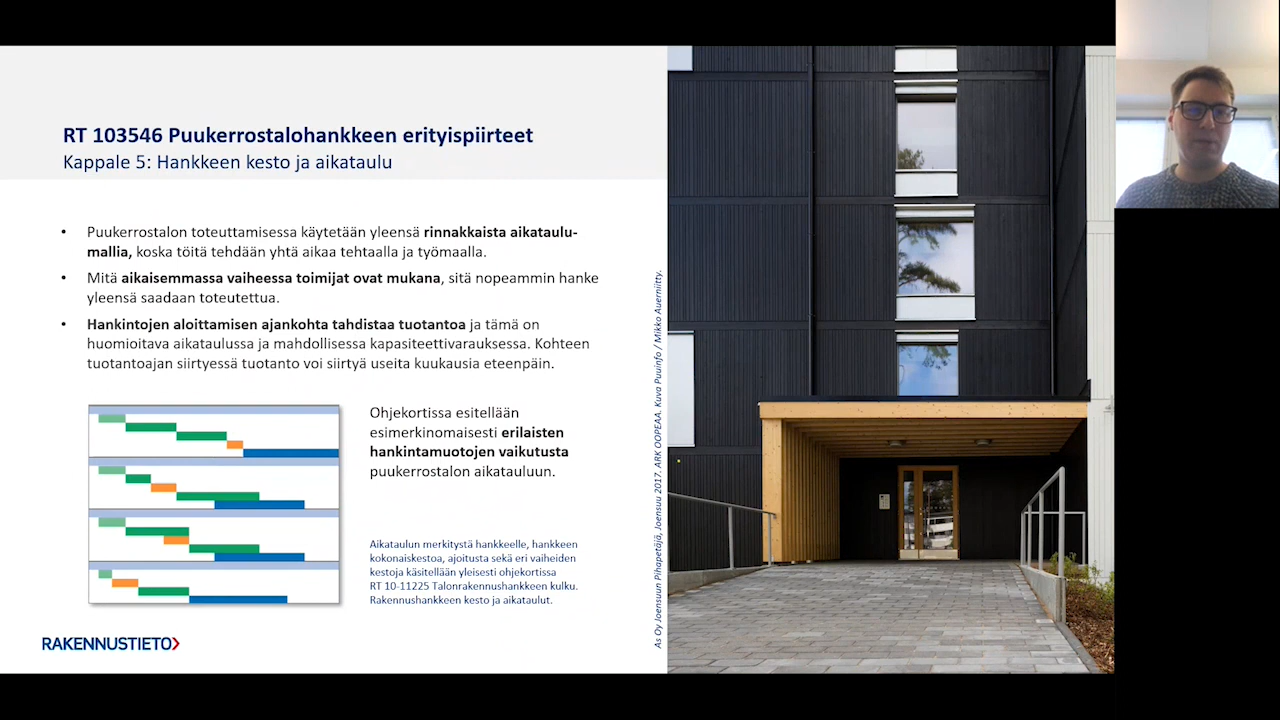 RT 103546 Puukerrostalohankkeen erityispiirteet
Kappale 5: Hankkeen kesto ja aikataulu
• Puukerrostalon toteuttamisessa käytetään yleensä rinnakkaista aikataulu-
mallia, koska töitä tehdään yhtä aikaa tehtaalla ja työmaalla.
• Mitä aikaisemmassa vaiheessa toimijat ovat mukana, sitä nopeammin hanke
yleensä saadaan toteutettua.
• Hankintojen aloittamisen ajankohta tahdistaa tuotantoa ja tämä on
huomioitava aikataulussa ja mahdollisessa kapasiteettivarauksessa. Kohteen
tuotantoajan siirtyessä tuotanto voi siirtyä useita kuukausia eteenpäin.
Ohjekortissa esitellään
esimerkinomaisesti erilaisten
hankintamuotojen vaikutusta
puukerrostalon aikatauluun.
Aikataulun merkitystä hankkeelle, hankkeen
kokonaiskestoa, ajoitusta sekä eri vaiheiden
kestoja käsitellään yleisesti ohjekortissa
RT 10-11225 Talonrakennushankkeen kulku.
Rakennushankkeen kesto ja aikataulut.
RAKENNUSTIETO
As Oy Joensuun Pihapetäjä, Joensuu 2017. ARK OOPEAA. Kuva Puuinfo / Mikko Auerniitty.